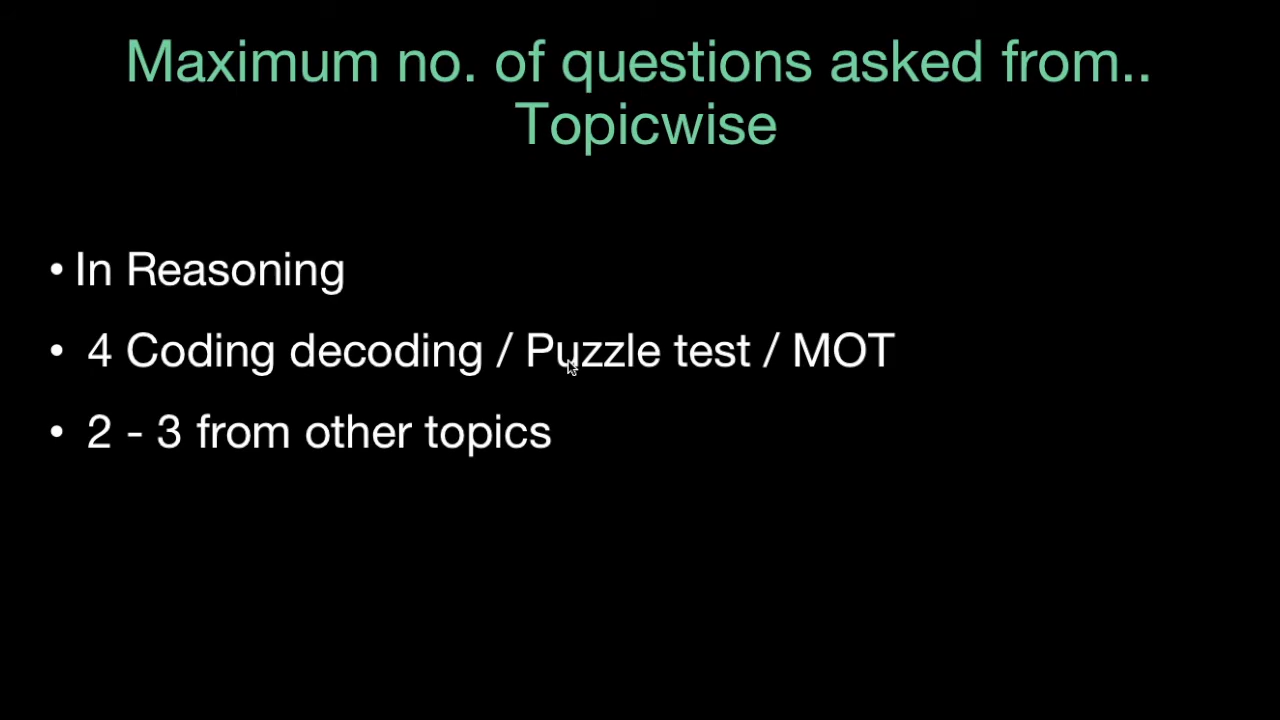 Maximum no. of questions asked from..
Topicwise
• In Reasoning
• 4 Coding decoding / Puzzle test / MOT
• 2 - 3 from other topics